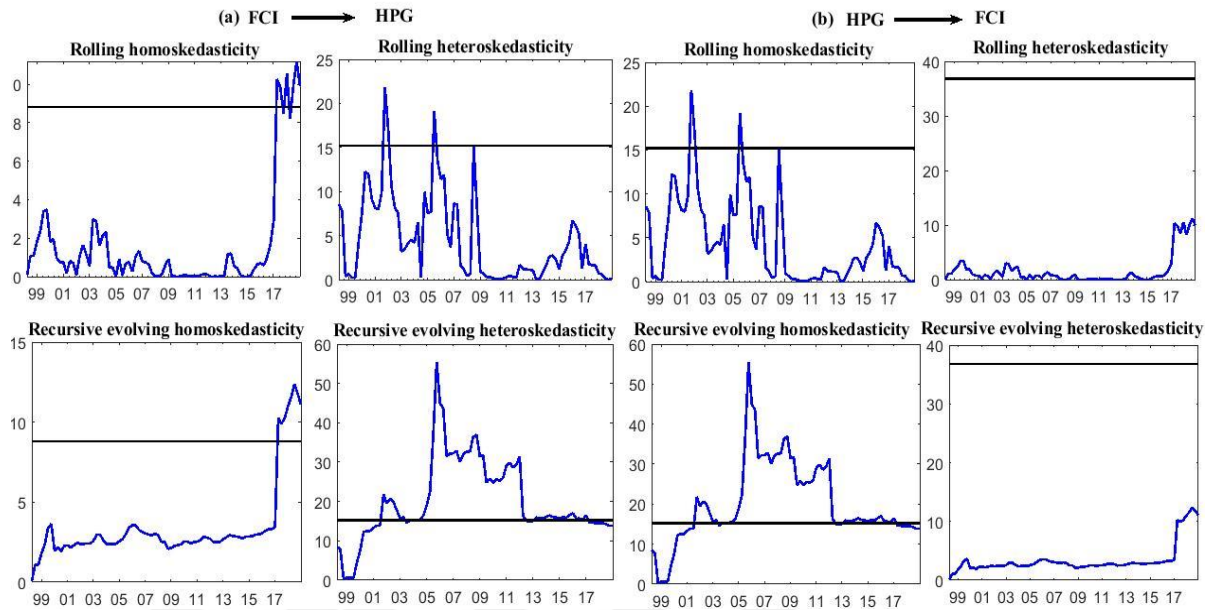 (a) FCI HPG
(b) HPG FCI
Rolling homoskedasticity
0
8
6
4
2
0
99 01 03 05 07 09 11 13 15 17
Rolling heteroskedasticity
25
20
15
10
5
0
99 01 03 05 07 09 11 13 15 17
Rolling homoskedasticity
25
20
15
10
5
0
99 01 03 05 07 09 11 13 15 17
Rolling heteroskedasticity
40
30
20
10
0
99 01 03 05 07 09 11 13 15 17
Recursive evolving homoskedasticity
15
10
5
0
99 01 03 05 07 09 11 13 15 17
Recursive evolving heteroskedasticity
60
50
40
30
20
10
0
99 01 03 05 07 09 11 13 15 17
Recursive evolving homoskedasticity
60
50
40
30
20
10
0
99 01 03 05 07 09 11 13 15 17
Recursive evolving heteroskedasticity
40
30
20
10
0
99 01 03 05 07 09 11 13 15 17